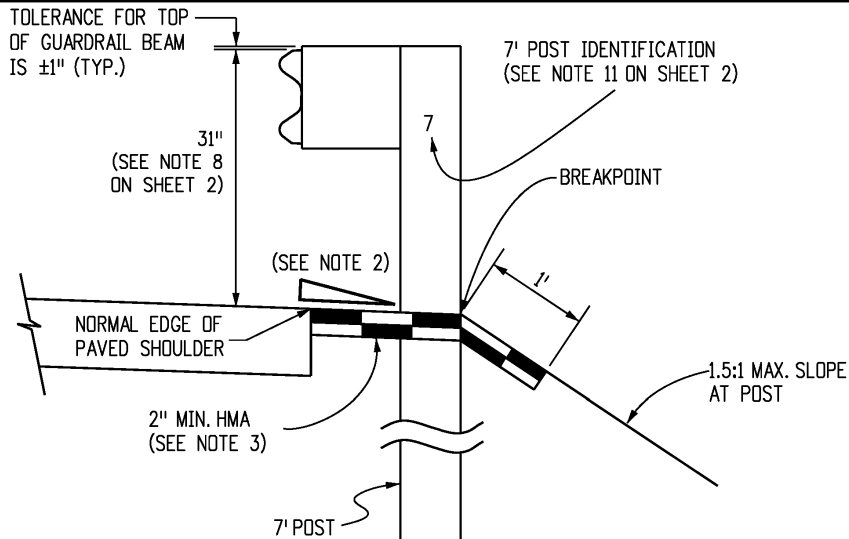 TOLERANCE FOR TOP
OF GUARDRAIL BEAM
IS ±1" (TYP.)
7' POST IDENTIFICATION
(SEE NOTE 11 ON SHEET 2)
7
31"
(SEE NOTE 8
ON SHEET 2)
BREAKPOINT
(SEE NOTE 2)
1'
NORMAL EDGE OF
PAVED SHOULDER
1.5:1 MAX. SLOPE
AT POST
2" MIN. HMA
(SEE NOTE 3)
7' POST